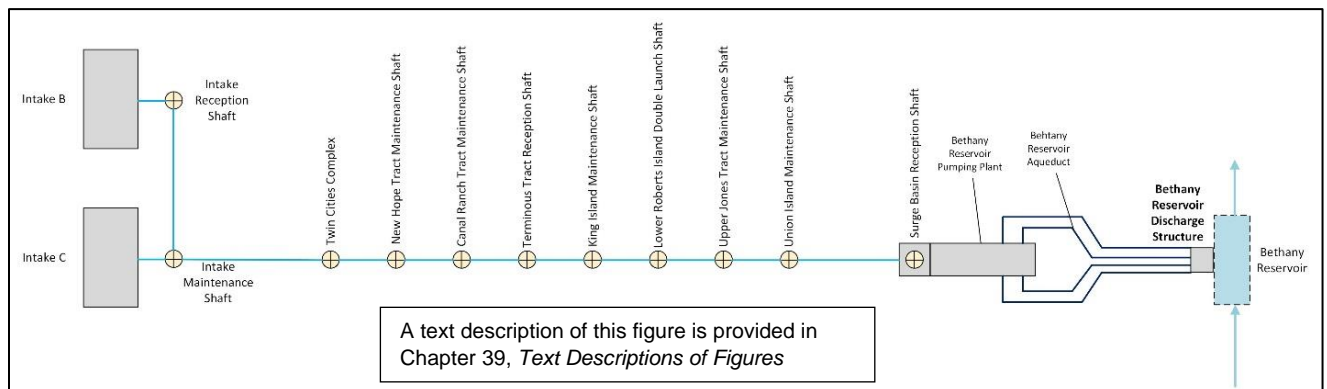 Intake B
Intake
Reception
Shaft
Intake C
Intake
Maintenance
Shaft
Twin Cities Complex
New Hope Tract Maintenance Shaft
Canal Ranch Tract Maintenance Shaft
Terminous Tract Reception Shaft
King Island Maintenance Shaft
Lower Roberts Island Double Launch Shaft
Upper Jones Tract Maintenance Shaft
Union Island Maintenance Shaft
Surge Basin Reception Shaft
Bethany
Reservoir
Pumping Plant
Behtany
Reservoir
Aqueduct
Bethany
Reservoir
Discharge
Structure
Bethany
Reservoir
A text description of this figure is provided in
Chapter 39, Text Descriptions of Figures